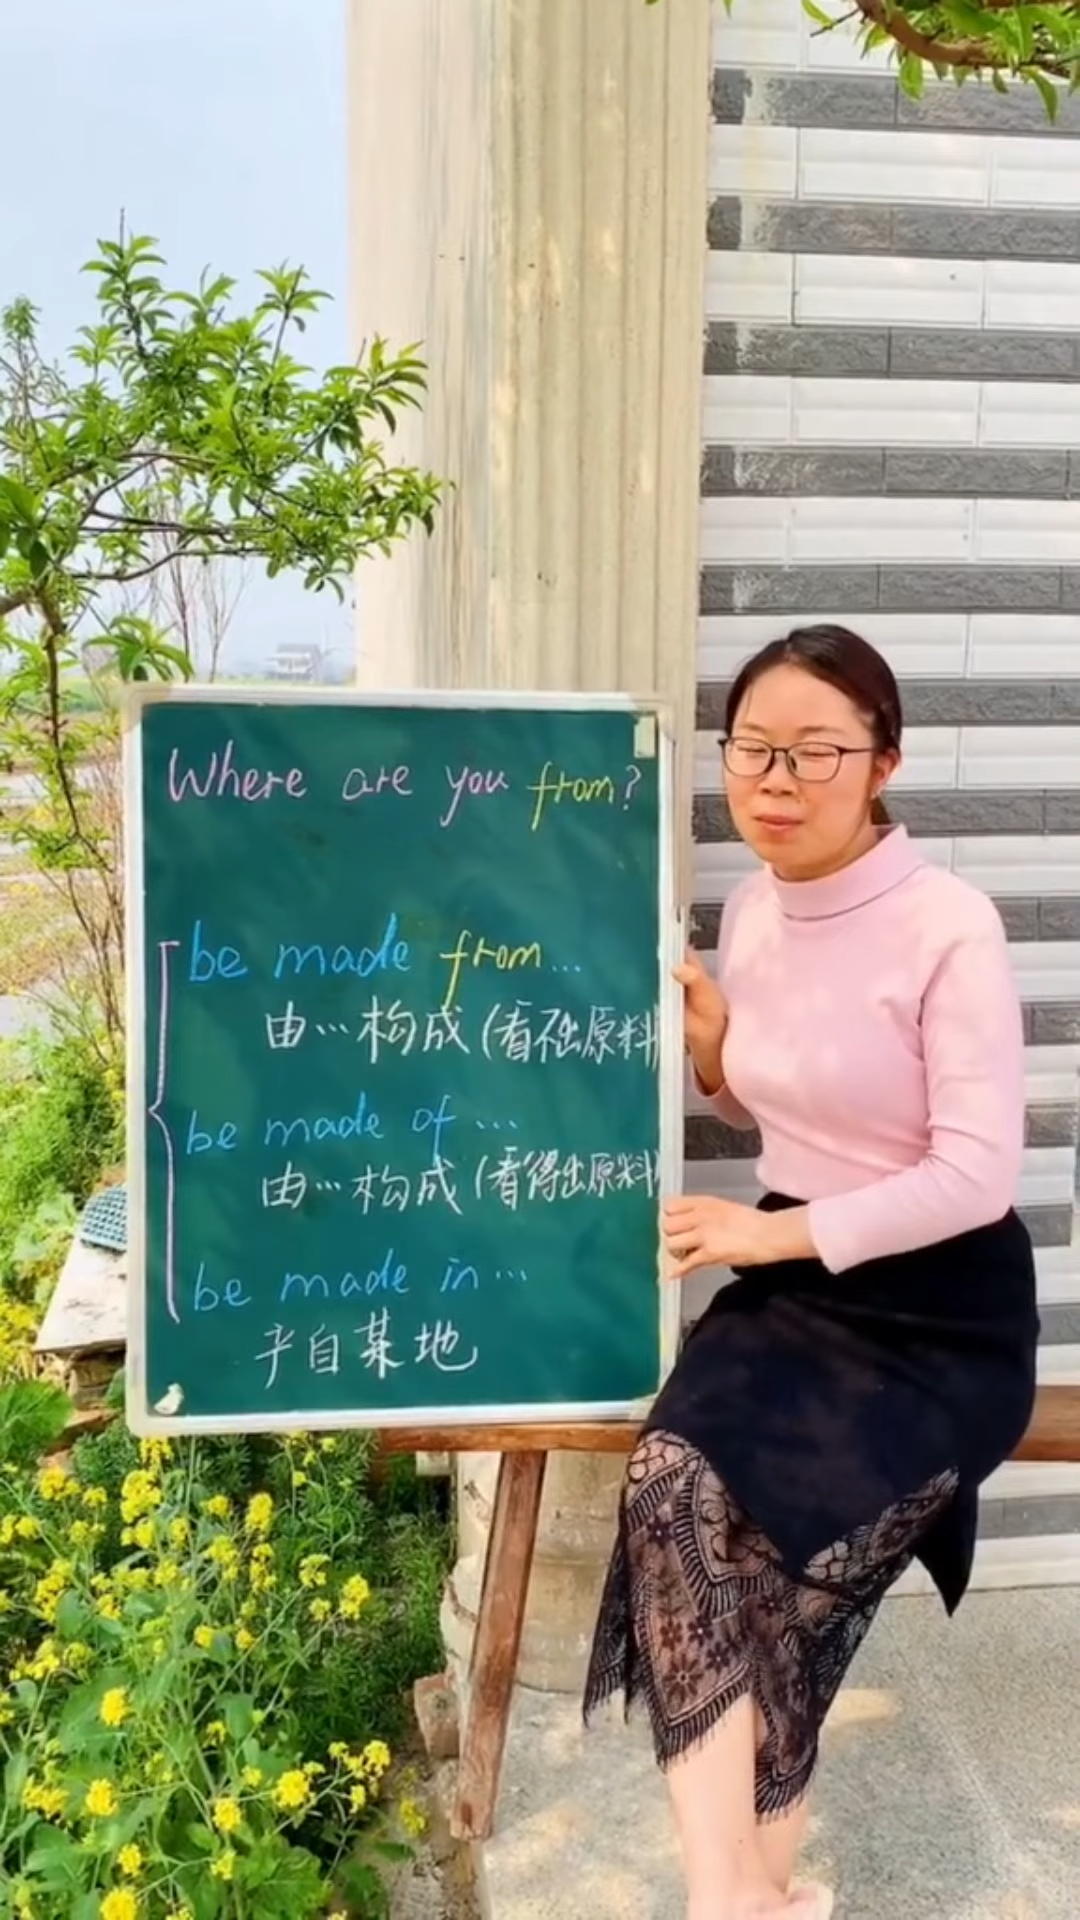 Where are you from?
be made from...
由...构成(看不出原料)
be made of...
由...构成(看得出原料)
be made in...
产自某地